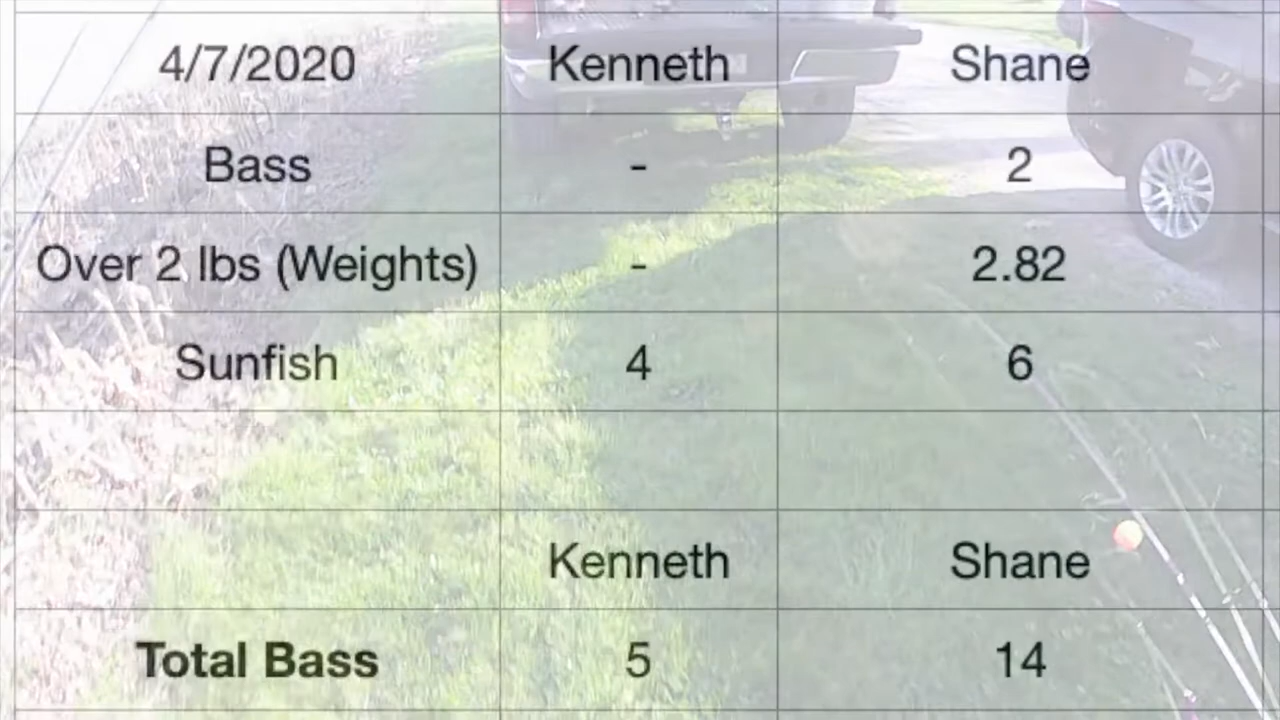 4/7/2020 Kenneth Shane
Bass - 2
Over 2 lbs (Weights) - 2.82
Sunfish 4 6
Kenneth Shane
Total Bass 5 14